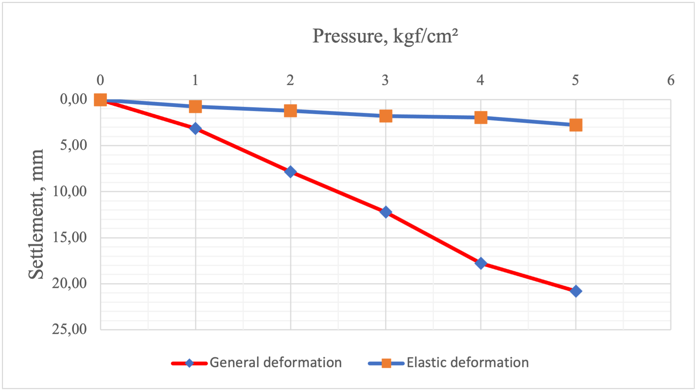 Pressure, kgf/cm²
0 1 2 3 4 5 6
0,00
5,00
10,00
15,00
20,00
25,00
Settlement, mm
General deformation Elastic deformation